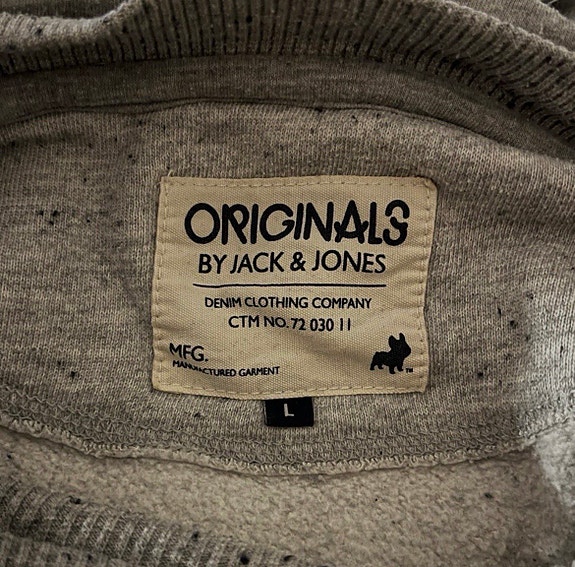 ORIGINALS
BY JACK & JONES
DENIM CLOTHING COMPANY
CTM NO. 72 030 11
MFG.
MANUFACTURED GARMENT
TM
L